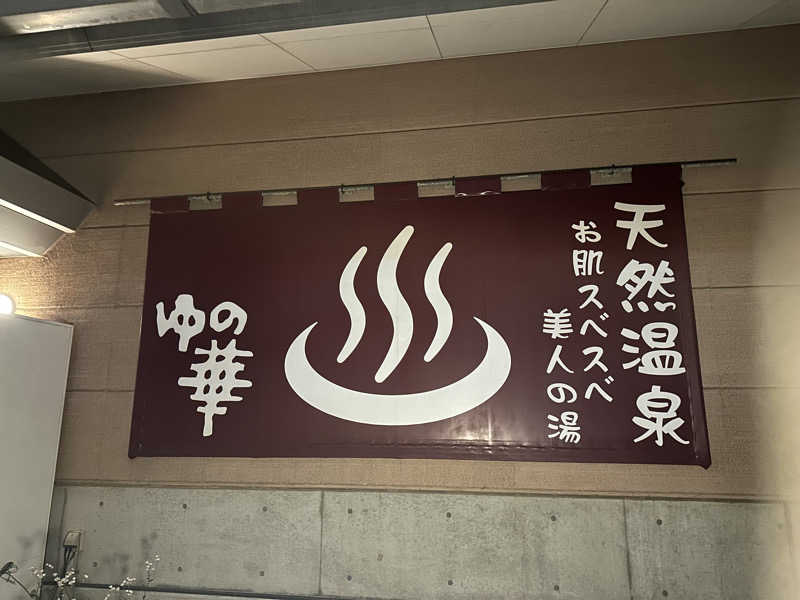 天然温泉
お肌スベスベ
美人の湯
ゆの華